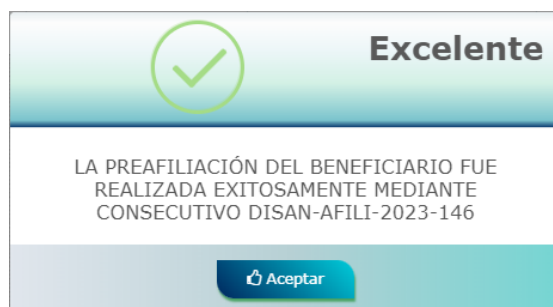 Excelente
LA PREAFILIACIÓN DEL BENEFICIARIO FUE
REALIZADA EXITOSAMENTE MEDIANTE
CONSECUTIVO DISAN-AFILI-2023-146
Aceptar